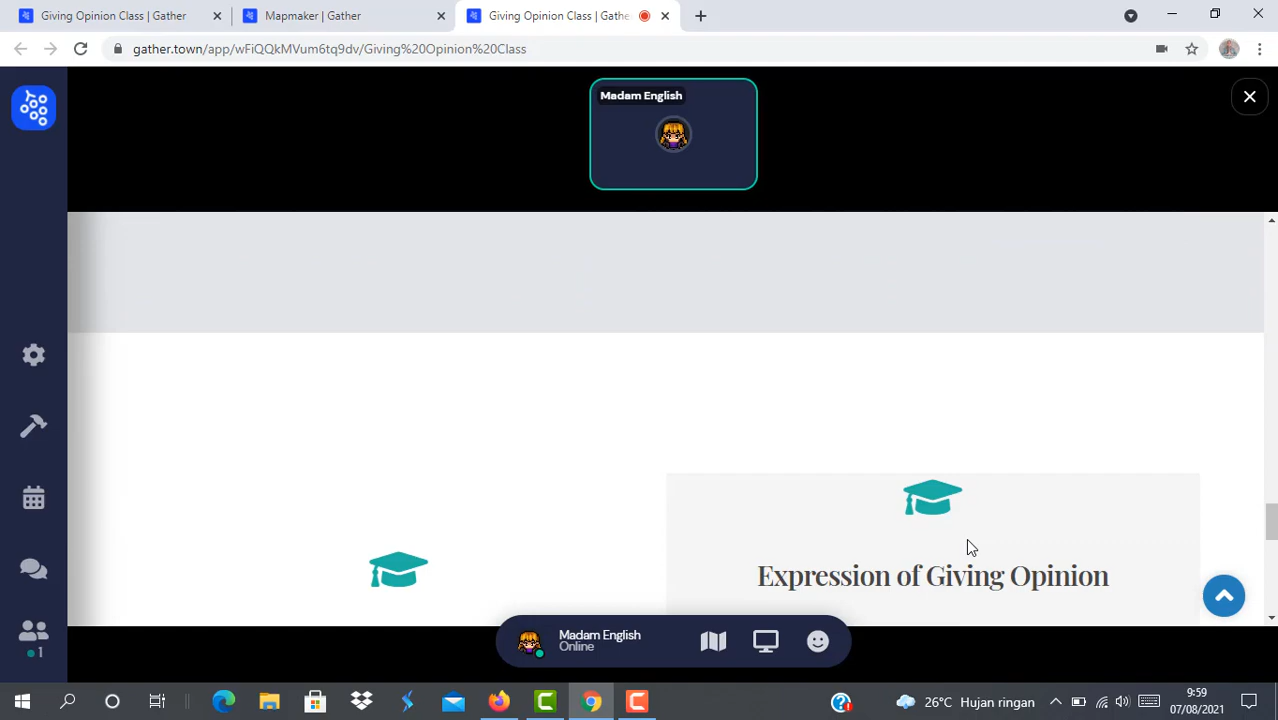 Giving Opinion Class | Gather
Mapmaker | Gather
Giving Opinion Class | Gathe
gather.town/app/wFiQQkMVum6tq9dv/Giving%20Opinion%20Class
Madam English
Expression of Giving Opinion
Madam English
Online
1
26°C Hujan ringan
9:59
07/08/2021